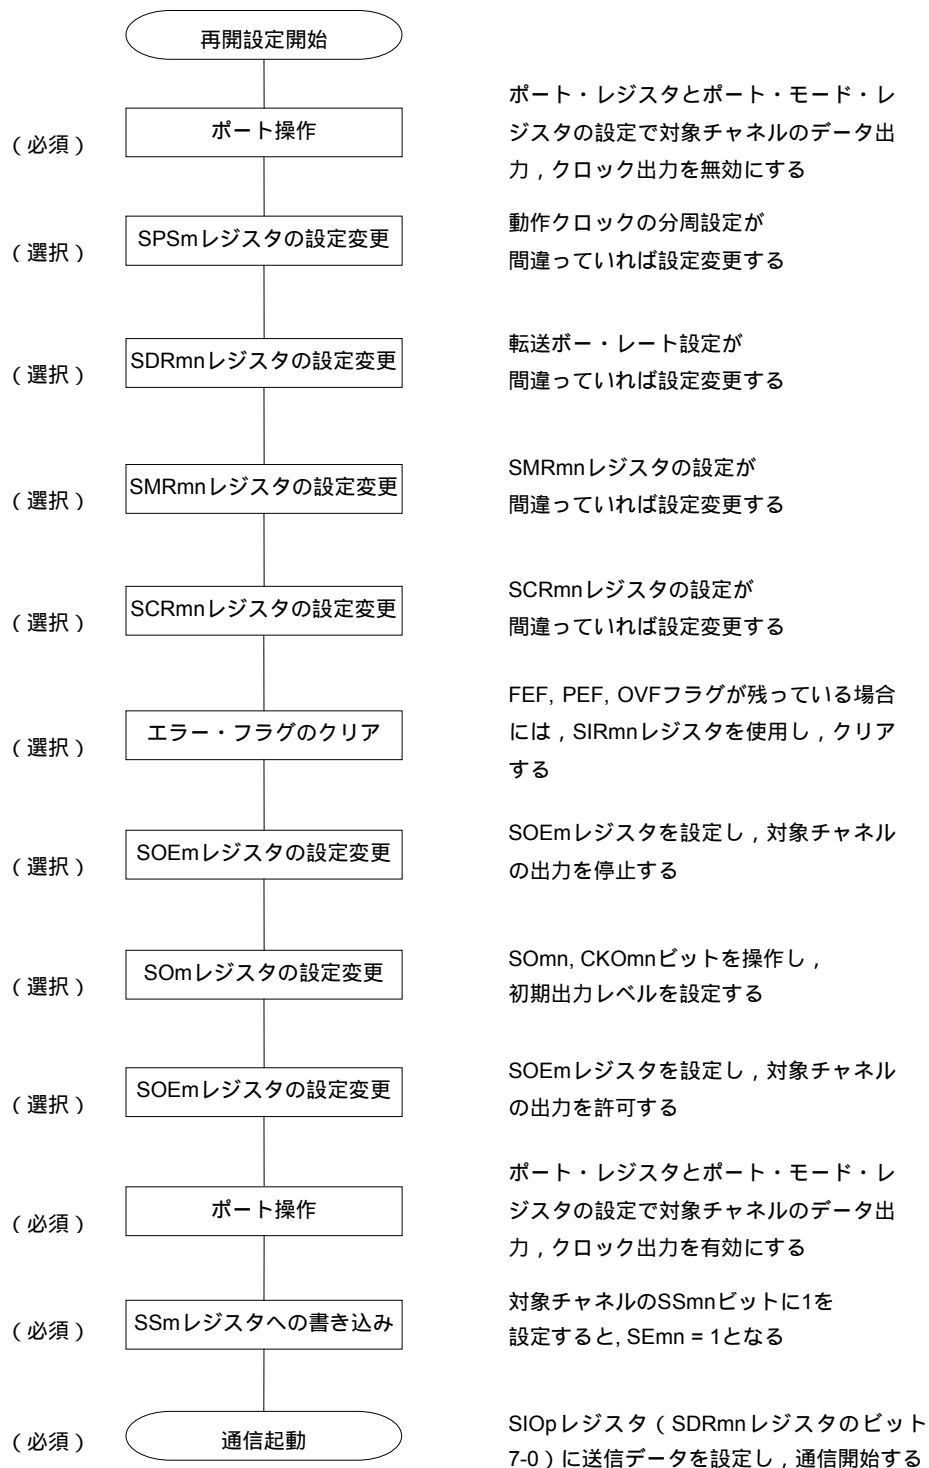 再開設定開始
（必須）
ポート操作
ポート・レジスタとポート・モード・レ
ジスタの設定で対象チャネルのデータ出
力，クロック出力を無効にする
（選択）
SPSmレジスタの設定変更
動作クロックの分周設定が
間違っていれば設定変更する
（選択）
SDRmnレジスタの設定変更
転送ボー・レート設定が
間違っていれば設定変更する
（選択）
SMRmnレジスタの設定変更
SMRmnレジスタの設定が
間違っていれば設定変更する
（選択）
SCRmnレジスタの設定変更
SCRmnレジスタの設定が
間違っていれば設定変更する
（選択）
エラー・フラグのクリア
FEF, PEF, OVFフラグが残っている場合
には，SIRmnレジスタを使用し，クリア
する
（選択）
SOEmレジスタの設定変更
SOEmレジスタを設定し，対象チャネル
の出力を停止する
（選択）
SOmレジスタの設定変更
SOmn, CKOmnビットを操作し，
初期出力レベルを設定する
（選択）
SOEmレジスタの設定変更
SOEmレジスタを設定し，対象チャネル
の出力を許可する
（必須）
ポート操作
ポート・レジスタとポート・モード・レ
ジスタの設定で対象チャネルのデータ出
力，クロック出力を有効にする
（必須）
SSmレジスタへの書き込み
対象チャネルのSSmnビットに1を
設定すると, SEmn = 1となる
（必須）
通信起動
SIOpレジスタ（SDRmnレジスタのビット
7-0）に送信データを設定し，通信開始する